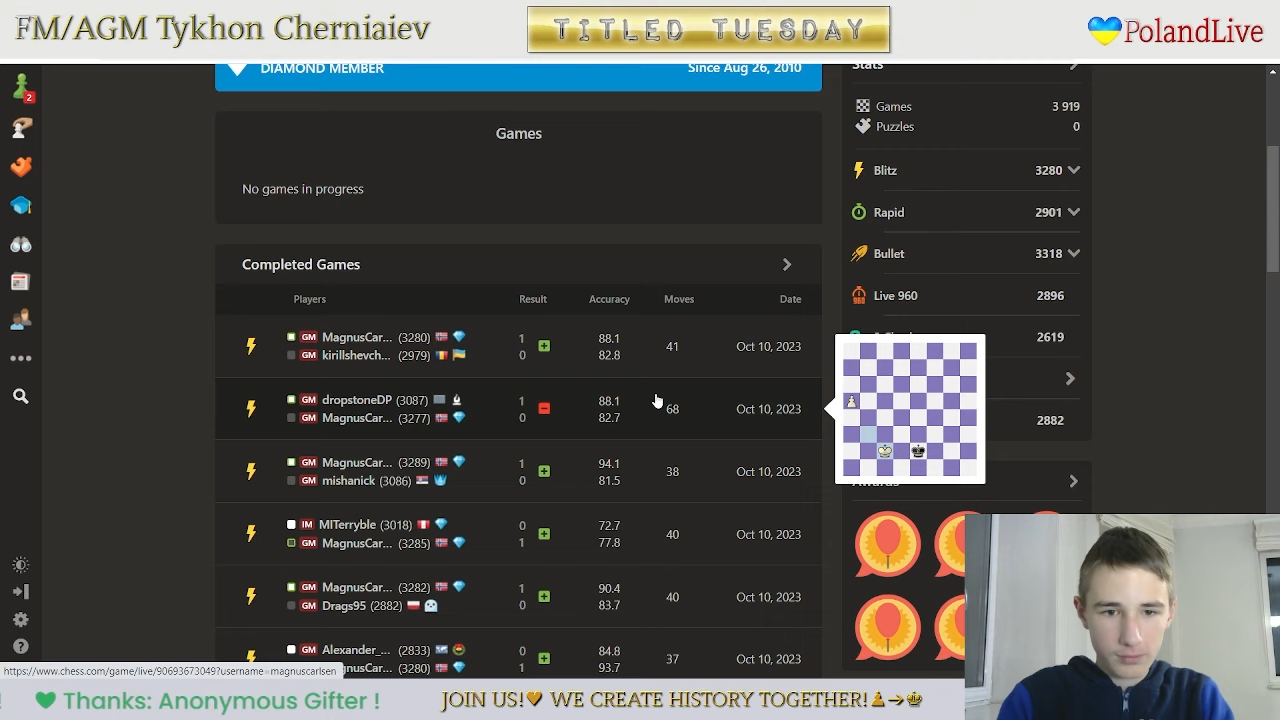 FM/AGM Tykhon Cherniaiev
TITLED TUESDAY
PolandLive
2
DIAMOND MEMBER
Since Aug 26, 2010
Games
No games in progress
Completed Games
Players Result Accuracy Moves Date
GM MagnusCar... (3280) 1 88.1
GM kirillshevch... (2979) 0 82.8
41 Oct 10, 2023
GM dropstoneDP (3087) 1 88.1
GM MagnusCar... (3277) 0 82.7
68 Oct 10, 2023
GM MagnusCar... (3289) 1 94.1
GM mishanick (3086) 0 81.5
38 Oct 10, 2023
IM MITerryble (3018) 0 72.7
GM MagnusCar... (3285) 1 77.8
40 Oct 10, 2023
GM MagnusCar... (3282) 1 90.4
GM Drags95 (2882) 0 83.7
40 Oct 10, 2023
GM Alexander_... (2833) 0 84.8
MagnusCar... (3280) 1 93.7
37 Oct 10, 2023
Stats
Games 3 919
Puzzles 0
Blitz 3280
Rapid 2901
Bullet 3318
960 Live 960 2896
2619
2882
Awards
https://www.chess.com/game/live/90693673049?username=magnuscarlsen
! Thanks: Anonymous Gifter !
JOIN US! WE CREATE HISTORY TOGETHER!